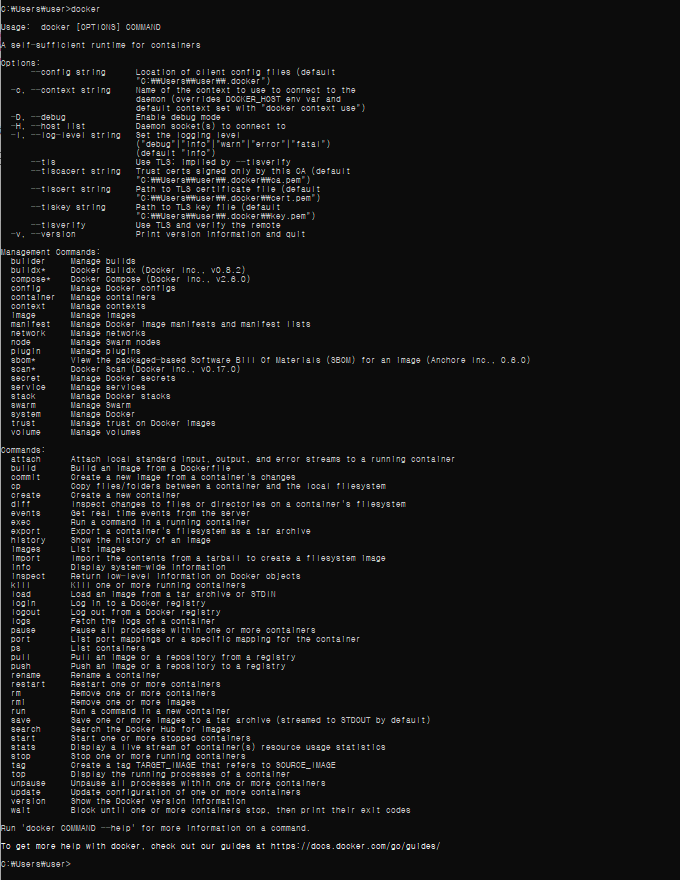 C:₩Users₩user>docker
Usage:  docker [OPTIONS] COMMAND
A self-sufficient runtime for containers
Options:
      --config string      Location of client config files (default
                           "C:₩₩Users₩₩user₩₩.docker")
  -c, --context string     Name of the context to use to connect to the
                           daemon (overrides DOCKER_HOST env var and
                           default context set with "docker context use")
  -D, --debug              Enable debug mode
  -H, --host list          Daemon socket(s) to connect to
  -l, --log-level string   Set the logging level
                           ("debug"|"info"|"warn"|"error"|"fatal")
                           (default "info")
      --tls                Use TLS; implied by --tlsverify
      --tlscacert string   Trust certs signed only by this CA (default
                           "C:₩₩Users₩₩user₩₩.docker₩₩ca.pem")
      --tlscert string     Path to TLS certificate file (default
                           "C:₩₩Users₩₩user₩₩.docker₩₩cert.pem")
      --tlskey string      Path to TLS key file (default
                           "C:₩₩Users₩₩user₩₩.docker₩₩key.pem")
      --tlsverify          Use TLS and verify the remote
  -v, --version            Print version information and quit
Management Commands:
  builder     Manage builds
  buildx*     Docker Buildx (Docker Inc., v0.8.2)
  compose*    Docker Compose (Docker Inc., v2.6.0)
  config      Manage Docker configs
  container   Manage containers
  context     Manage contexts
  image       Manage images
  manifest    Manage Docker image manifests and manifest lists
  network     Manage networks
  node        Manage Swarm nodes
  plugin      Manage plugins
  sbom*       View the packaged-based Software Bill Of Materials (SBOM) for an image (Anchore Inc., 0.6.0)
  scan*       Docker Scan (Docker Inc., v0.17.0)
  secret      Manage Docker secrets
  service     Manage services
  stack       Manage Docker stacks
  swarm       Manage Swarm
  system      Manage Docker
  trust       Manage trust on Docker images
  volume      Manage volumes
Commands:
  attach      Attach local standard input, output, and error streams to a running container
  build       Build an image from a Dockerfile
  commit      Create a new image from a container's changes
  cp          Copy files/folders between a container and the local filesystem
  create      Create a new container
  diff        Inspect changes to files or directories on a container's filesystem
  events      Get real time events from the server
  exec        Run a command in a running container
  export      Export a container's filesystem as a tar archive
  history     Show the history of an image
  images      List images
  import      Import the contents from a tarball to create a filesystem image
  info        Display system-wide information
  inspect     Return low-level information on Docker objects
  kill        Kill one or more running containers
  load        Load an image from a tar archive or STDIN
  login       Log in to a Docker registry
  logout      Log out from a Docker registry
  logs        Fetch the logs of a container
  pause       Pause all processes within one or more containers
  port        List port mappings or a specific mapping for the container
  ps          List containers
  pull        Pull an image or a repository from a registry
  push        Push an image or a repository to a registry
  rename      Rename a container
  restart     Restart one or more containers
  rm          Remove one or more containers
  rmi         Remove one or more images
  run         Run a command in a new container
  save        Save one or more images to a tar archive (streamed to STDOUT by default)
  search      Search the Docker Hub for images
  start       Start one or more stopped containers
  stats       Display a live stream of container(s) resource usage statistics
  stop        Stop one or more running containers
  tag         Create a tag TARGET_IMAGE that refers to SOURCE_IMAGE
  top         Display the running processes of a container
  unpause     Unpause all processes within one or more containers
  update      Update configuration of one or more containers
  version     Show the Docker version information
  wait        Block until one or more containers stop, then print their exit codes
Run 'docker COMMAND --help' for more information on a command.
To get more help with docker, check out our guides at https://docs.docker.com/go/guides/
C:₩Users₩user>